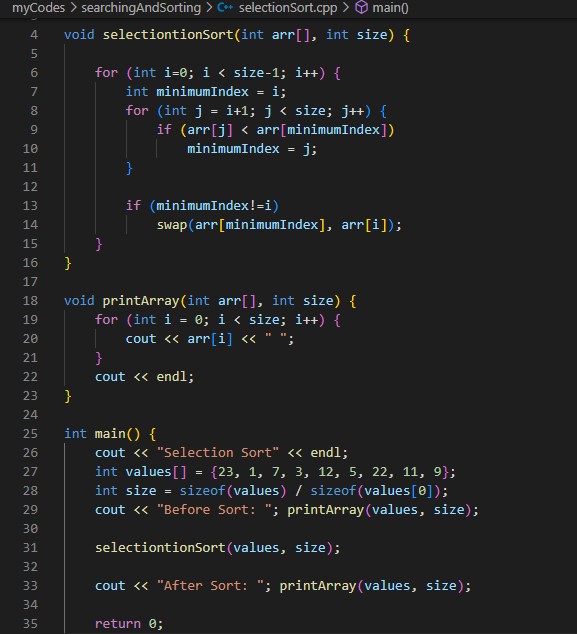 myCodes > searchingAndSorting > C++ selectionSort.cpp > main()
4 void selectiontionSort(int arr[], int size) {
5
6 for (int i=0; i < size-1; i++) {
7 int minimumIndex = i;
8 for (int j = i+1; j < size; j++) {
9 if (arr[j] < arr[minimumIndex])
10 minimumIndex = j;
11 }
12
13 if (minimumIndex!=i)
14 swap(arr[minimumIndex], arr[i]);
15 }
16 }
17
18 void printArray(int arr[], int size) {
19 for (int i = 0; i < size; i++) {
20 cout << arr[i] << " ";
21 }
22 cout << endl;
23 }
24
25 int main() {
26 cout << "Selection Sort" << endl;
27 int values[] = {23, 1, 7, 3, 12, 5, 22, 11, 9};
28 int size = sizeof(values) / sizeof(values[0]);
29 cout << "Before Sort: "; printArray(values, size);
30
31 selectiontionSort(values, size);
32
33 cout << "After Sort: "; printArray(values, size);
34
35 return 0;